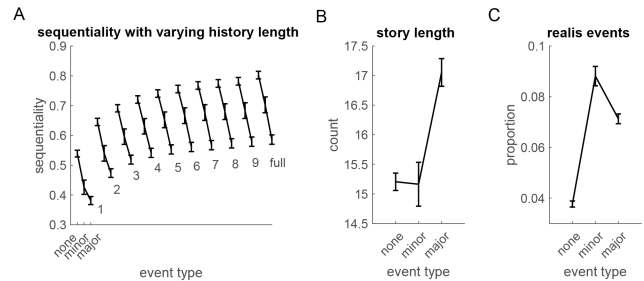 A
sequentiality with varying history length
0.9
0.8
0.7
0.6
0.5
0.4
0.3
sequentiality
1
2
3
4
5
6
7
8
9
full
none
minor
major
event type
B
story length
17.5
17
16.5
16
15.5
15
14.5
count
none
minor
major
event type
C
realis events
0.1
0.08
0.06
0.04
proportion
none
minor
major
event type